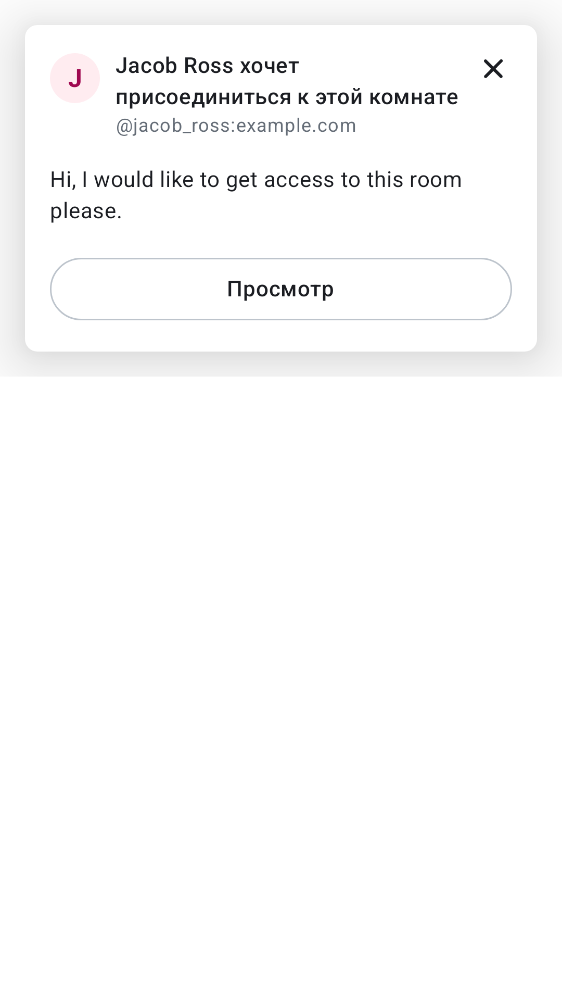 J
Jacob Ross хочет
присоединиться к этой комнате
@jacob_ross:example.com
Hi, I would like to get access to this room
please.
Просмотр